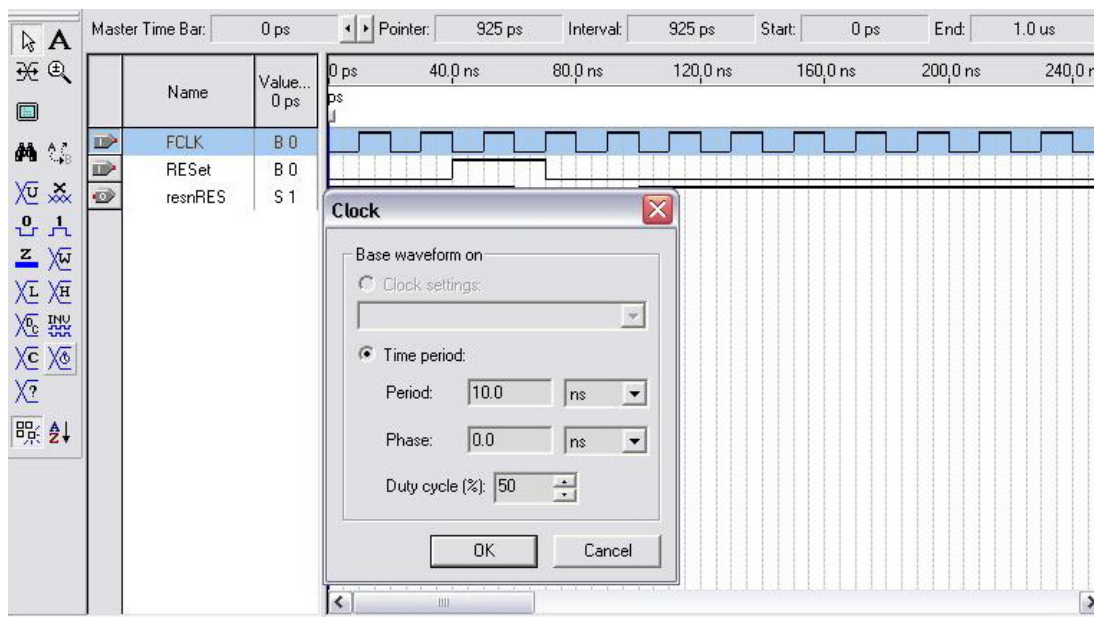 Master Time Bar: 0 ps Pointer: 925 ps Interval: 925 ps Start: 0 ps End: 1.0 us
A
Name Value... 0 ps
0 ps 40.0 ns 80.0 ns 120.0 ns 160.0 ns 200.0 ns 240.0 n
ps
FCLK B 0
RESet B 0
resnRES S 1
Clock
Base waveform on
Clock settings:
Time period:
Period: 10.0 ns
Phase: 0.0 ns
Duty cycle (%): 50
OK Cancel